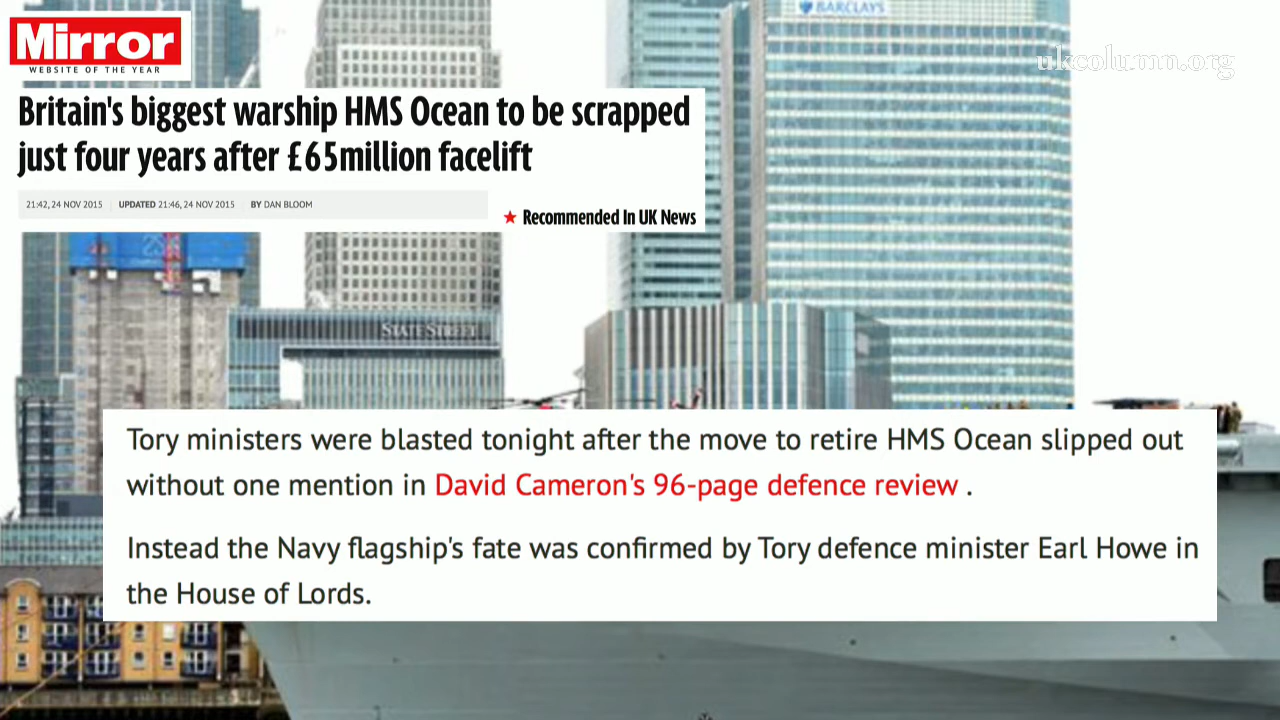 Mirror
WEBSITE OF THE YEAR
BARCLAYS
ukcolumn.org
Britain's biggest warship HMS Ocean to be scrapped
just four years after £65million facelift
21:42, 24 NOV 2015 UPDATED 21:46, 24 NOV 2015 BY DAN BLOOM
★ Recommended In UK News
STATE STREET
Tory ministers were blasted tonight after the move to retire HMS Ocean slipped out
without one mention in David Cameron's 96-page defence review .
Instead the Navy flagship's fate was confirmed by Tory defence minister Earl Howe in
the House of Lords.